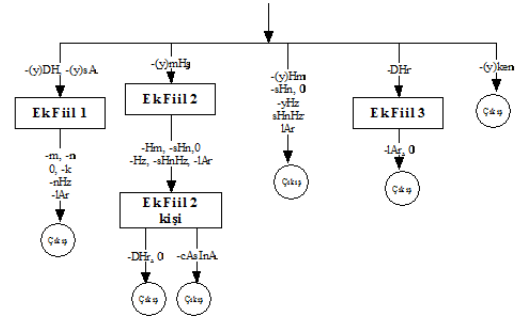 -(y)DH, -(y)sA.
-(y)mHş
-(y)Hm
-sHn, 0
-yHz
sHnHz
lAr
-DHr
-(y)ken
EkFiil 1
EkFiil 2
EkFiil 3
Çıkış
-m, -n
0, -k
-nHz
-lAr
-Hm, -sHn,0
-Hz, -sHnHz, -lAr
-lAr, 0
Çıkış
Çıkış
EkFiil 2
kişi
Çıkış
-DHr, 0
-cAsInA.
Çıkış
Çıkış